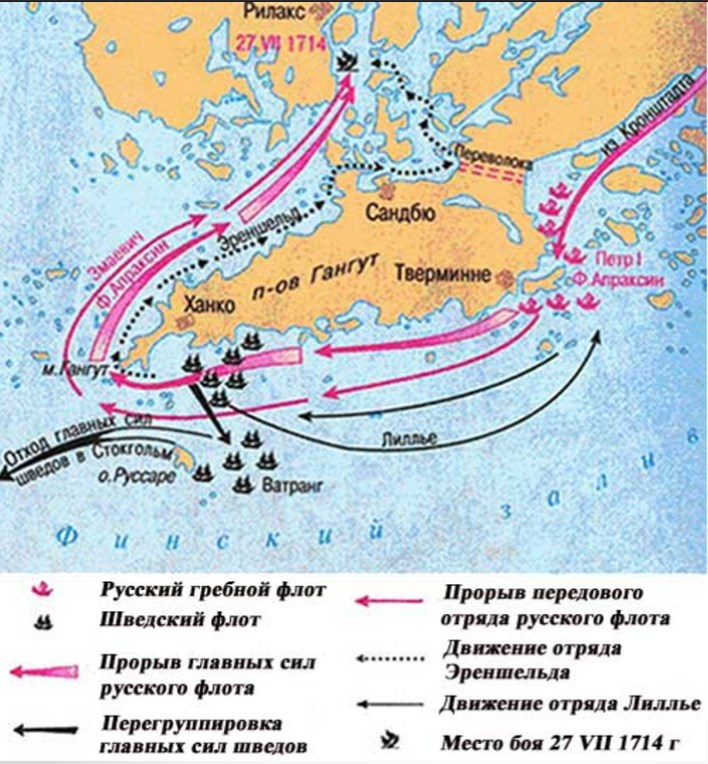 Рилакс
27 VII 1714
из Кронштадта
Переволока
Сандбю
Эреншельд
Змаевич
Ф.Апраксин
Петр I
Ф.Апраксин
п-ов Гангут
Тверминне
Ханко
м.Гангут
Лиллье
Отход главных сил
шведов в Стокгольм
о.Руссаре
Ватранг
Финский залив
Русский гребной флот
Шведский флот
Прорыв главных сил
русского флота
Перегруппировка
главных сил шведов
Прорыв передового
отряда русского флота
Движение отряда
Эреншельда
Движение отряда Лиллье
Место боя 27 VII 1714 г